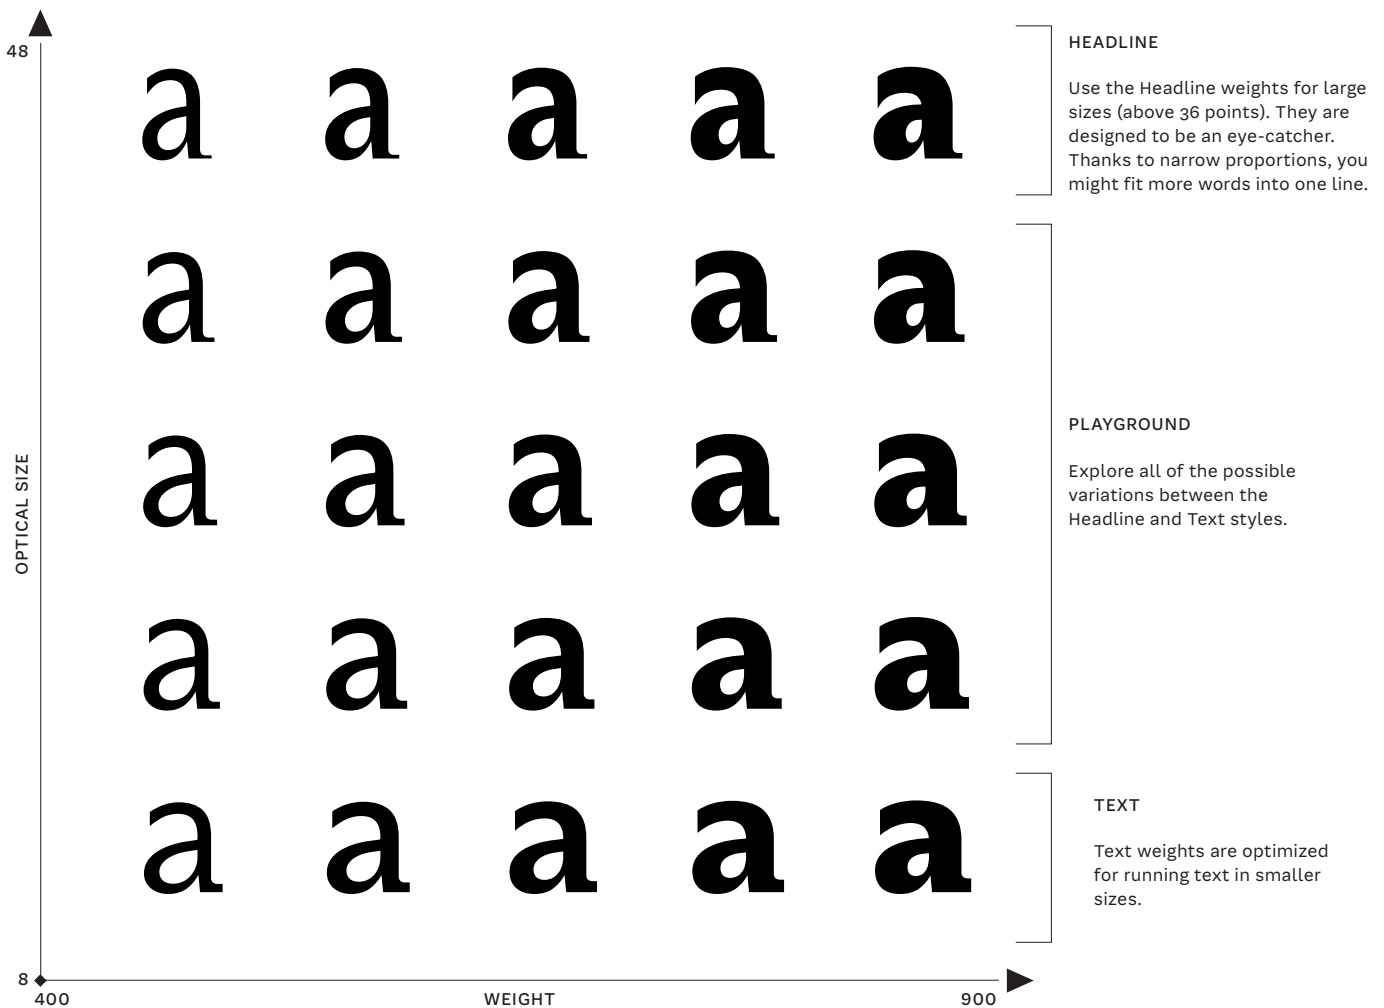 48
a a a a a
HEADLINE
Use the Headline weights for large
sizes (above 36 points). They are
designed to be an eye-catcher.
Thanks to narrow proportions, you
might fit more words into one line.
a a a a a
a a a a a
PLAYGROUND
Explore all of the possible
variations between the
Headline and Text styles.
OPTICAL SIZE
a a a a a
a a a a a
TEXT
Text weights are optimized
for running text in smaller
sizes.
8
400 WEIGHT 900